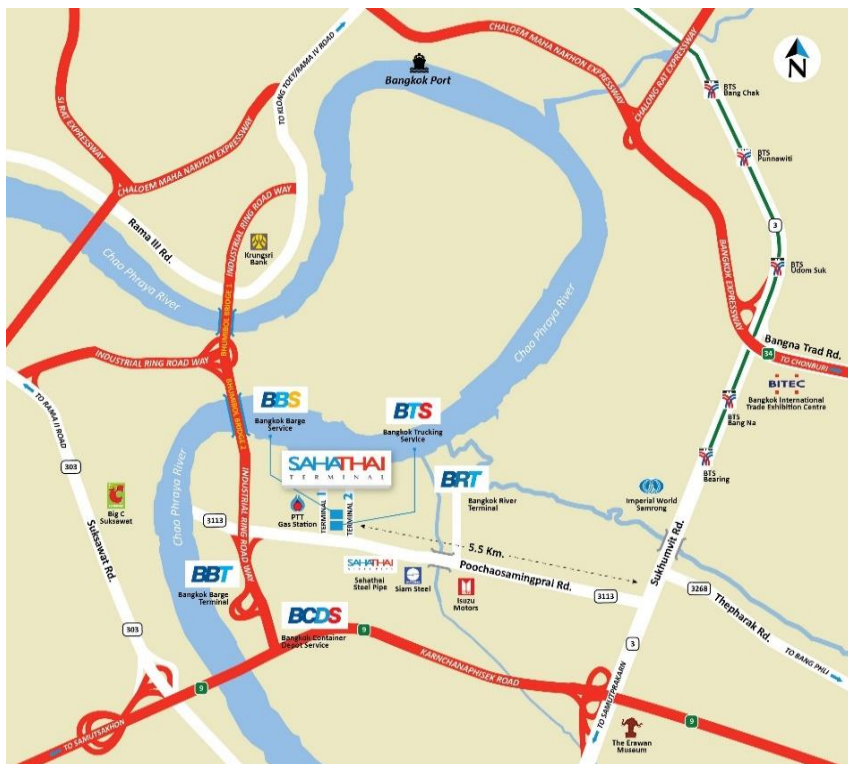 CHALOEM MAHA NAKHON EXPRESSWAY
CHALONG RAT EXPRESSWAY
N
TO KLONG TOEY/RAMA IV ROAD
Bangkok Port
BTS
Bang Chak
SI RAT EXPRESSWAY
CHALOEM MAHA NAKHON EXPRESSWAY
BTS
Punnawiti
Rama III Rd.
INDUSTRIAL RING ROAD WAY
Krungsri
Bank
3
BANGKOK EXPRESSWAY
BTS
Udom Suk
Chao Phraya River
Chao Phraya River
BHUMIBOL BRIDGE 1
Bangna Trad Rd.
34
TO CHONBURI
INDUSTRIAL RING ROAD WAY
BITEC
Bangkok International
Trade Exhibition Centre
TO RAMA II ROAD
BHUMIBOL BRIDGE 2
BBS
Bangkok Barge
Service
BTS
Bangkok Trucking
Service
BTS
Bang Na
303
SAHATHAI
TERMINAL
BTS
Bearing
Chao Phraya River
INDUSTRIAL RING ROAD WAY
BRT
Bangkok River
Terminal
Imperial World
Samrong
Big C
Suksawat
PTT
Gas Station
TERMINAL 1
TERMINAL 2
3113
Suksawat Rd.
5.5 Km.
Sukhumvit Rd.
SAHATHAI
Sahathai
Steel Pipe
Siam Steel
Poochaosamingprai Rd.
Isuzu
Motors
3113
3268
Thepharak Rd.
BBT
Bangkok Barge
Terminal
BCDS
Bangkok Container
Depot Service
303
9
3
TO BANG PHLI
KARNCHANAPHISEK ROAD
9
TO SAMUTSAKHON
TO SAMUTPRAKARN
9
The Erawan
Museum